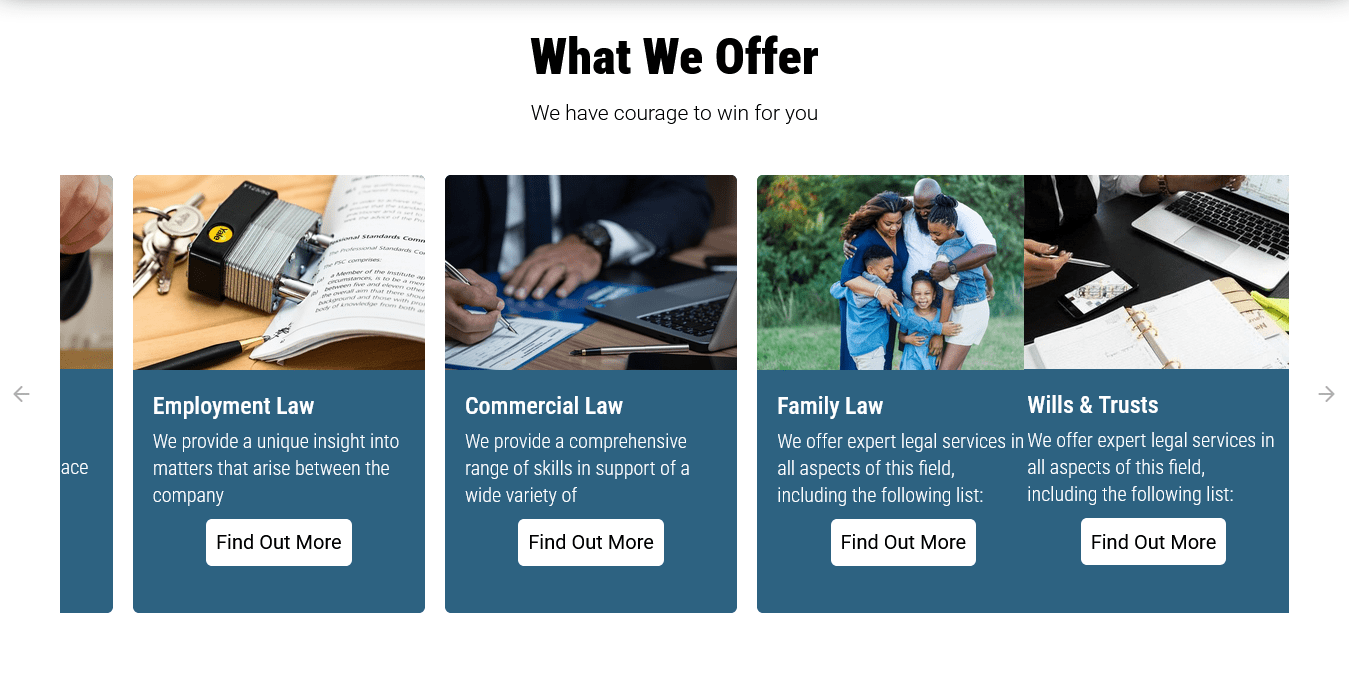 What We Offer
We have courage to win for you
ace
Yale
Employment Law
We provide a unique insight into
matters that arise between the
company
Find Out More
Commercial Law
We provide a comprehensive
range of skills in support of a
wide variety of
Find Out More
Family Law
We offer expert legal services in
all aspects of this field,
including the following list:
Find Out More
Wills & Trusts
We offer expert legal services in
all aspects of this field,
including the following list:
Find Out More